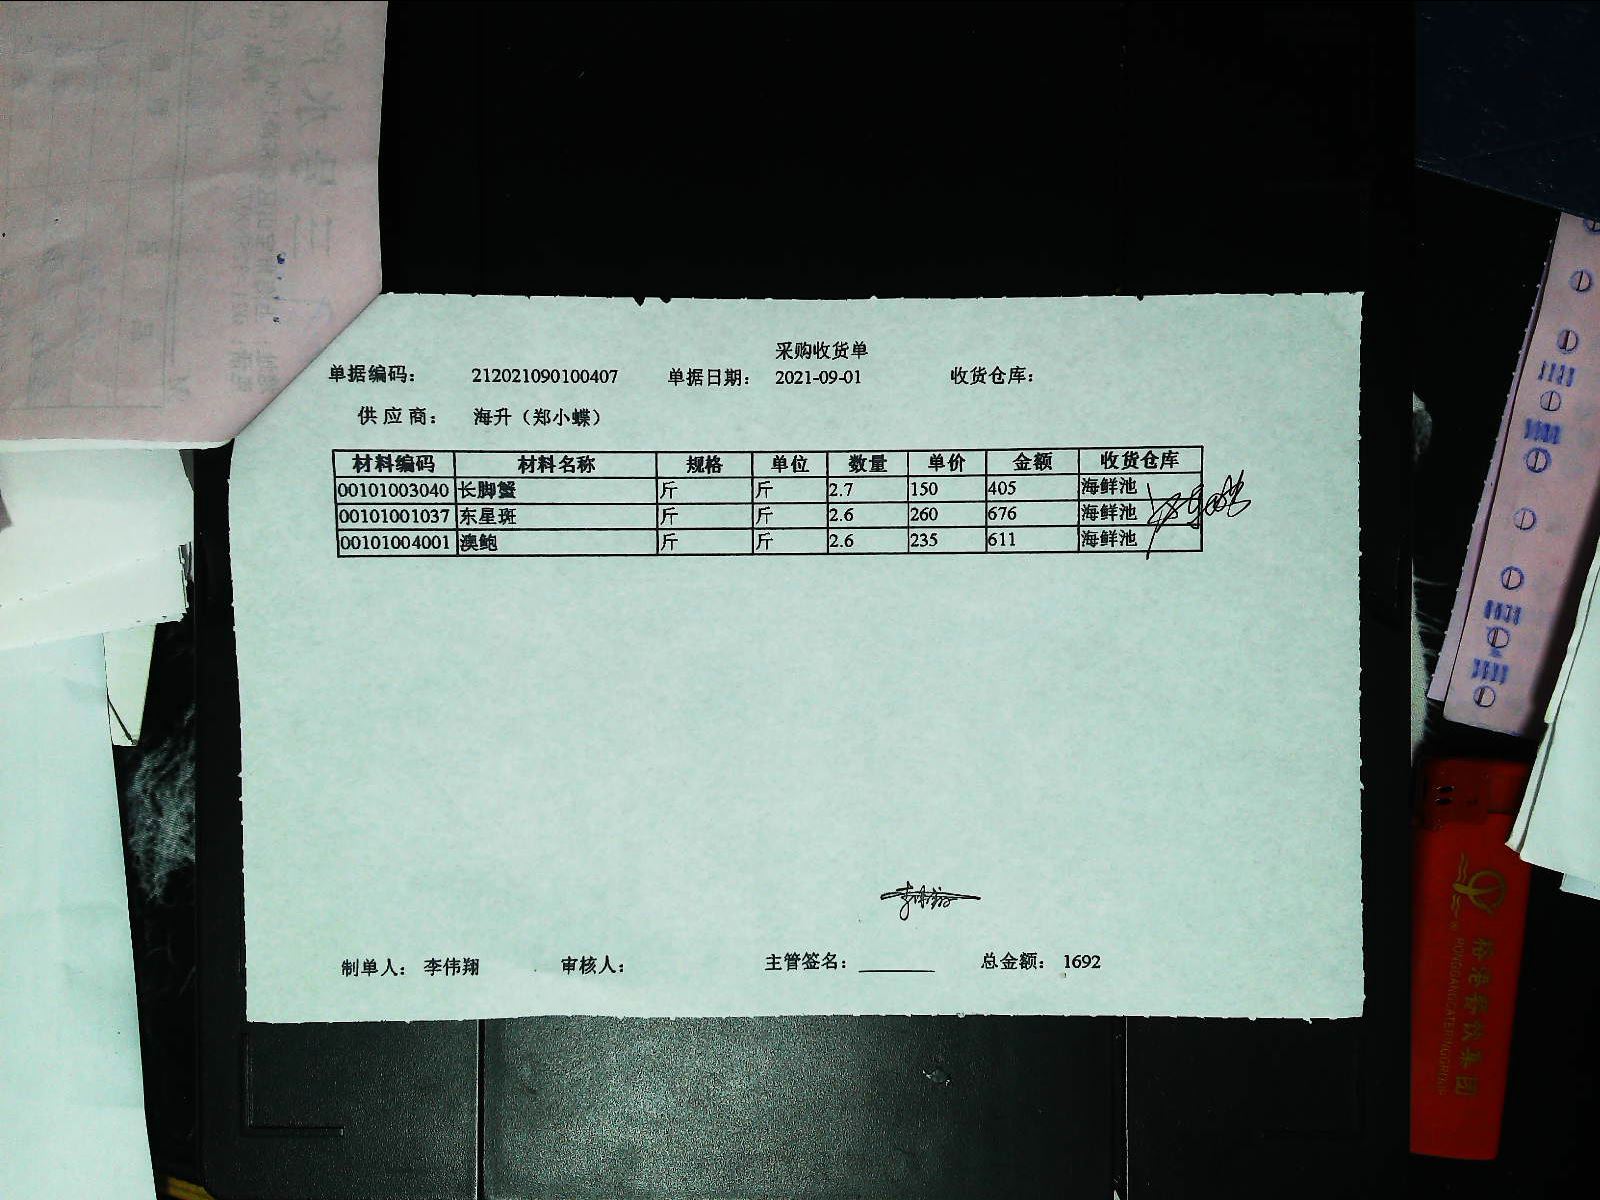 采购收货单
单据编码： 212021090100407 单据日期： 2021-09-01 收货仓库：
供应商： 海升（郑小蝶）
材料编码 材料名称 规格 单位 数量 单价 金额 收货仓库
00101003040 长脚蟹 斤 斤 2.7 150 405 海鲜池
00101001037 东星斑 斤 斤 2.6 260 676 海鲜池
00101004001 澳鲍 斤 斤 2.6 235 611 海鲜池
制单人： 李伟翔 审核人： 主管签名： 总金额： 1692